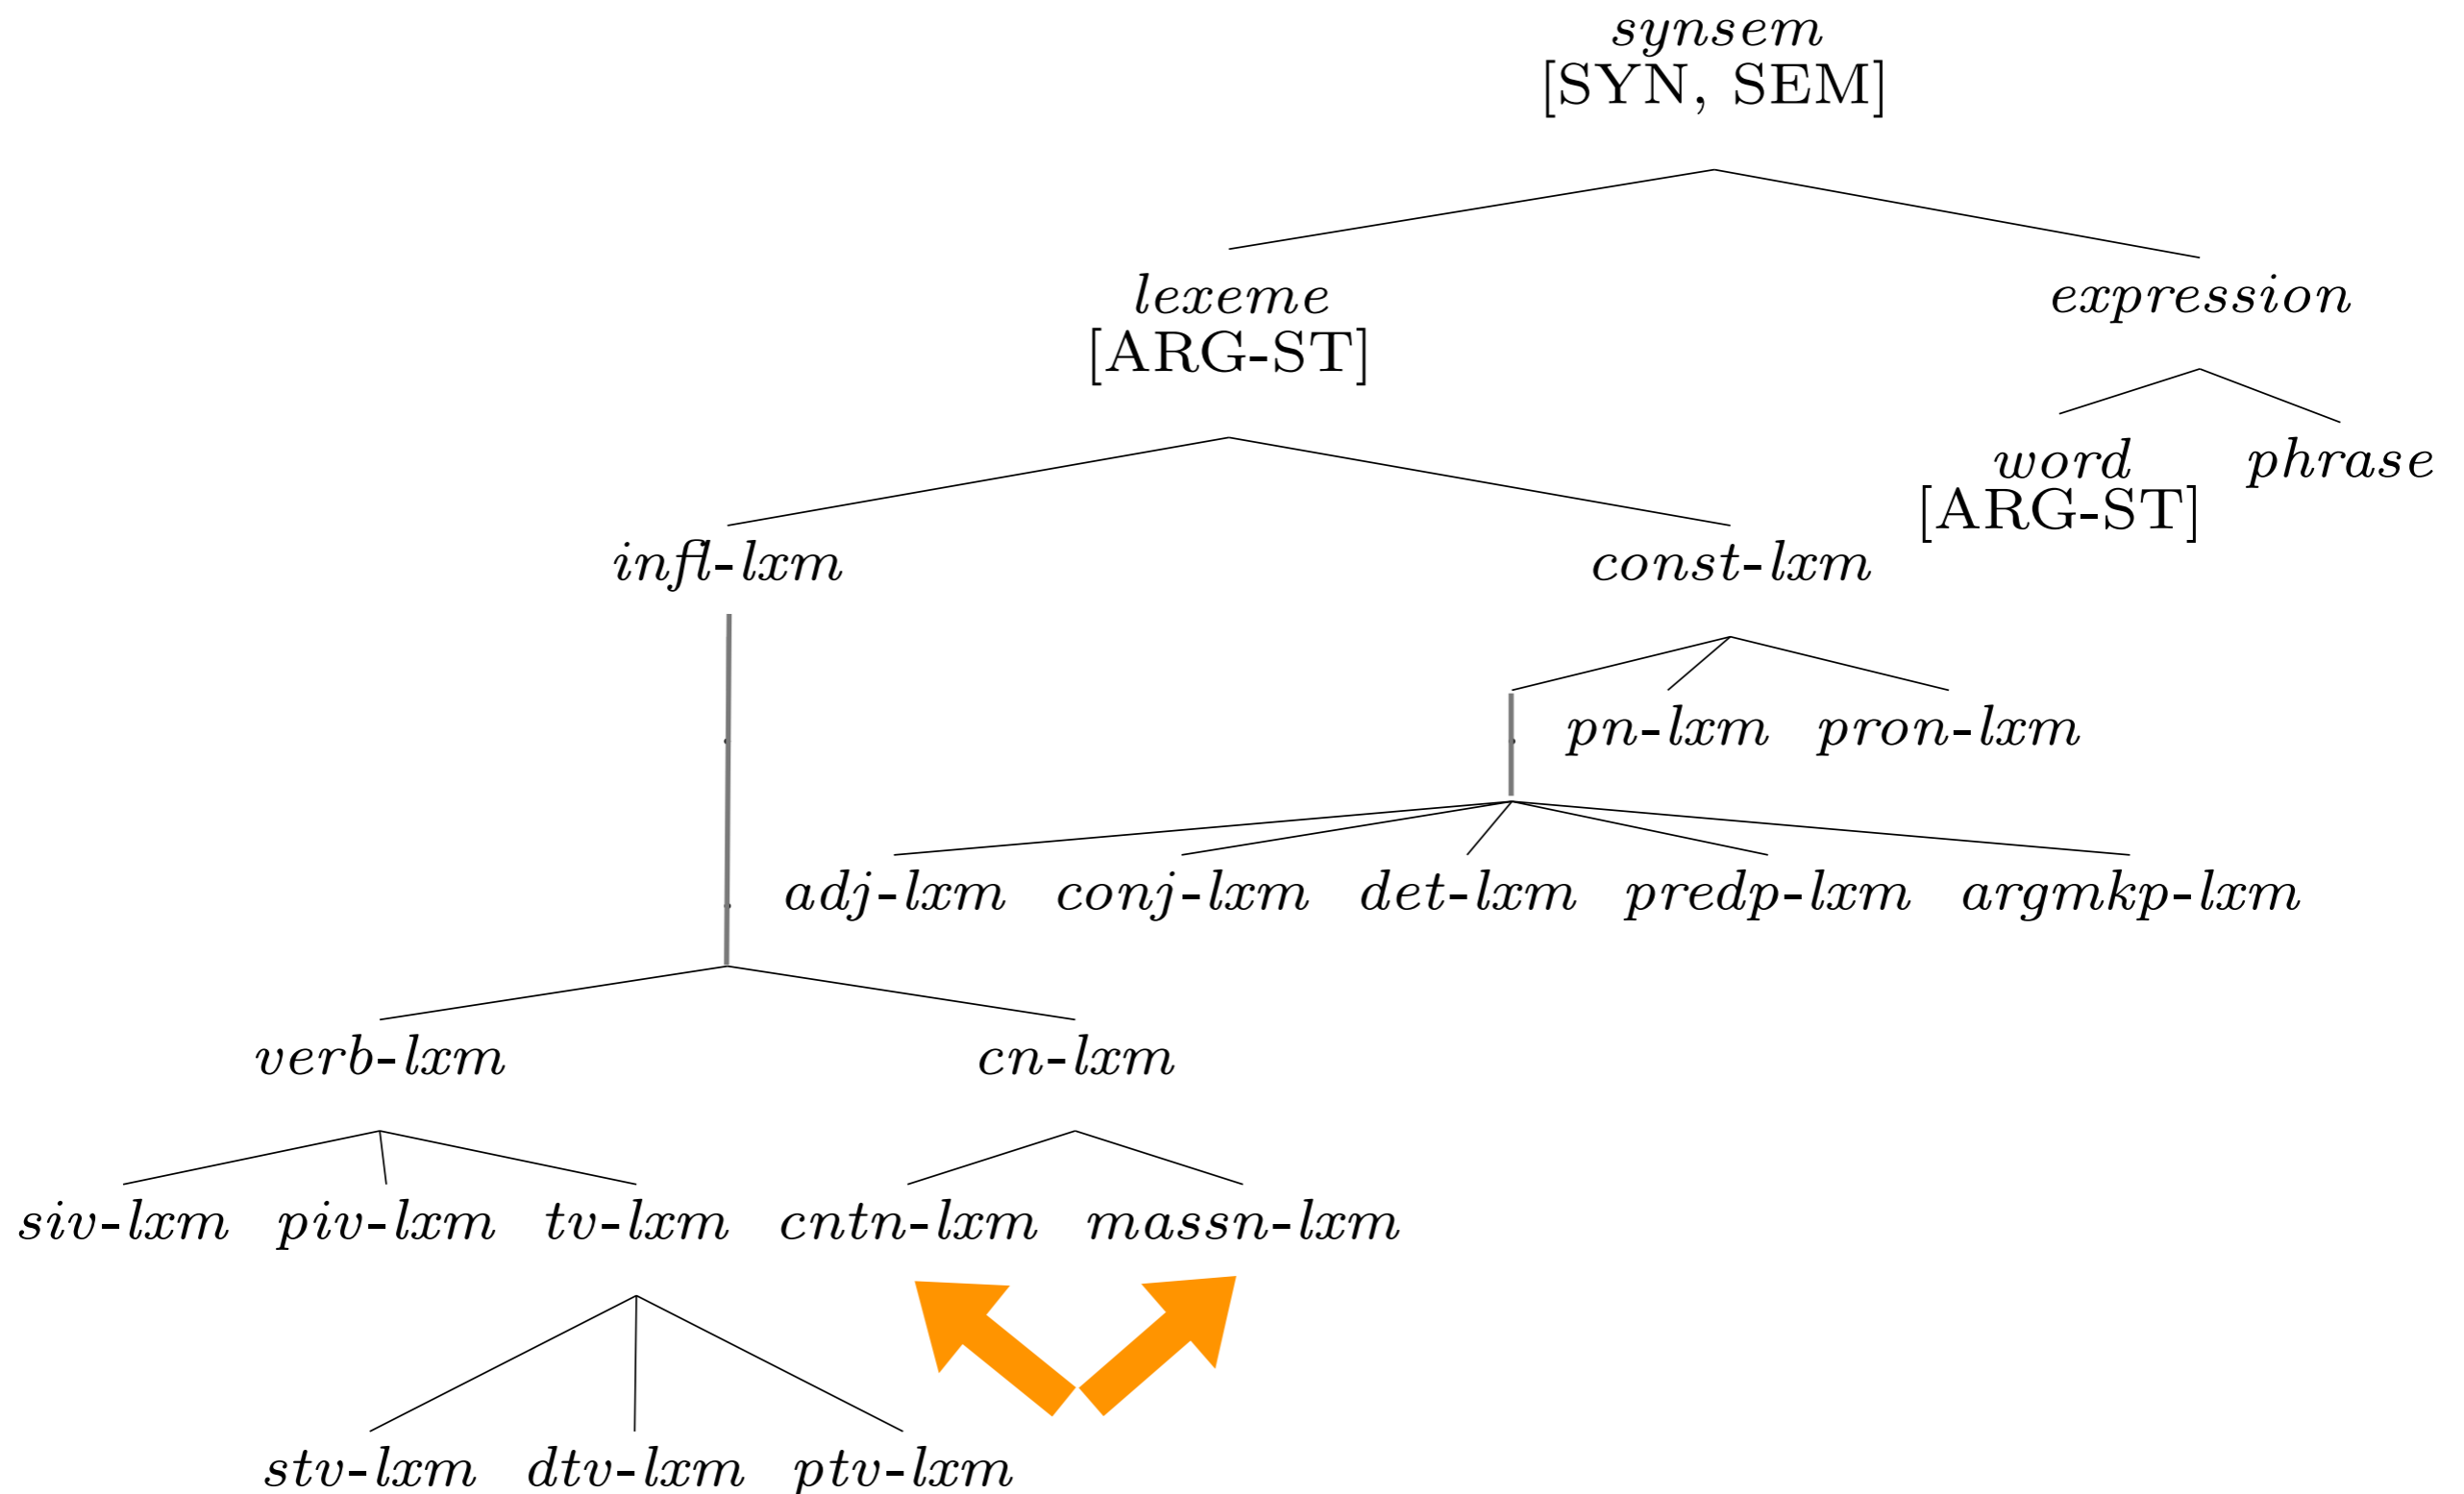 synsem
[SYN, SEM]
lexeme
[ARG-ST]
expression
word
[ARG-ST]
phrase
infl-lxm
const-lxm
pn-lxm
pron-lxm
adj-lxm
conj-lxm
det-lxm
predp-lxm
argmkp-lxm
verb-lxm
cn-lxm
siv-lxm
piv-lxm
tv-lxm
cntn-lxm
massn-lxm
stv-lxm
dtv-lxm
ptv-lxm